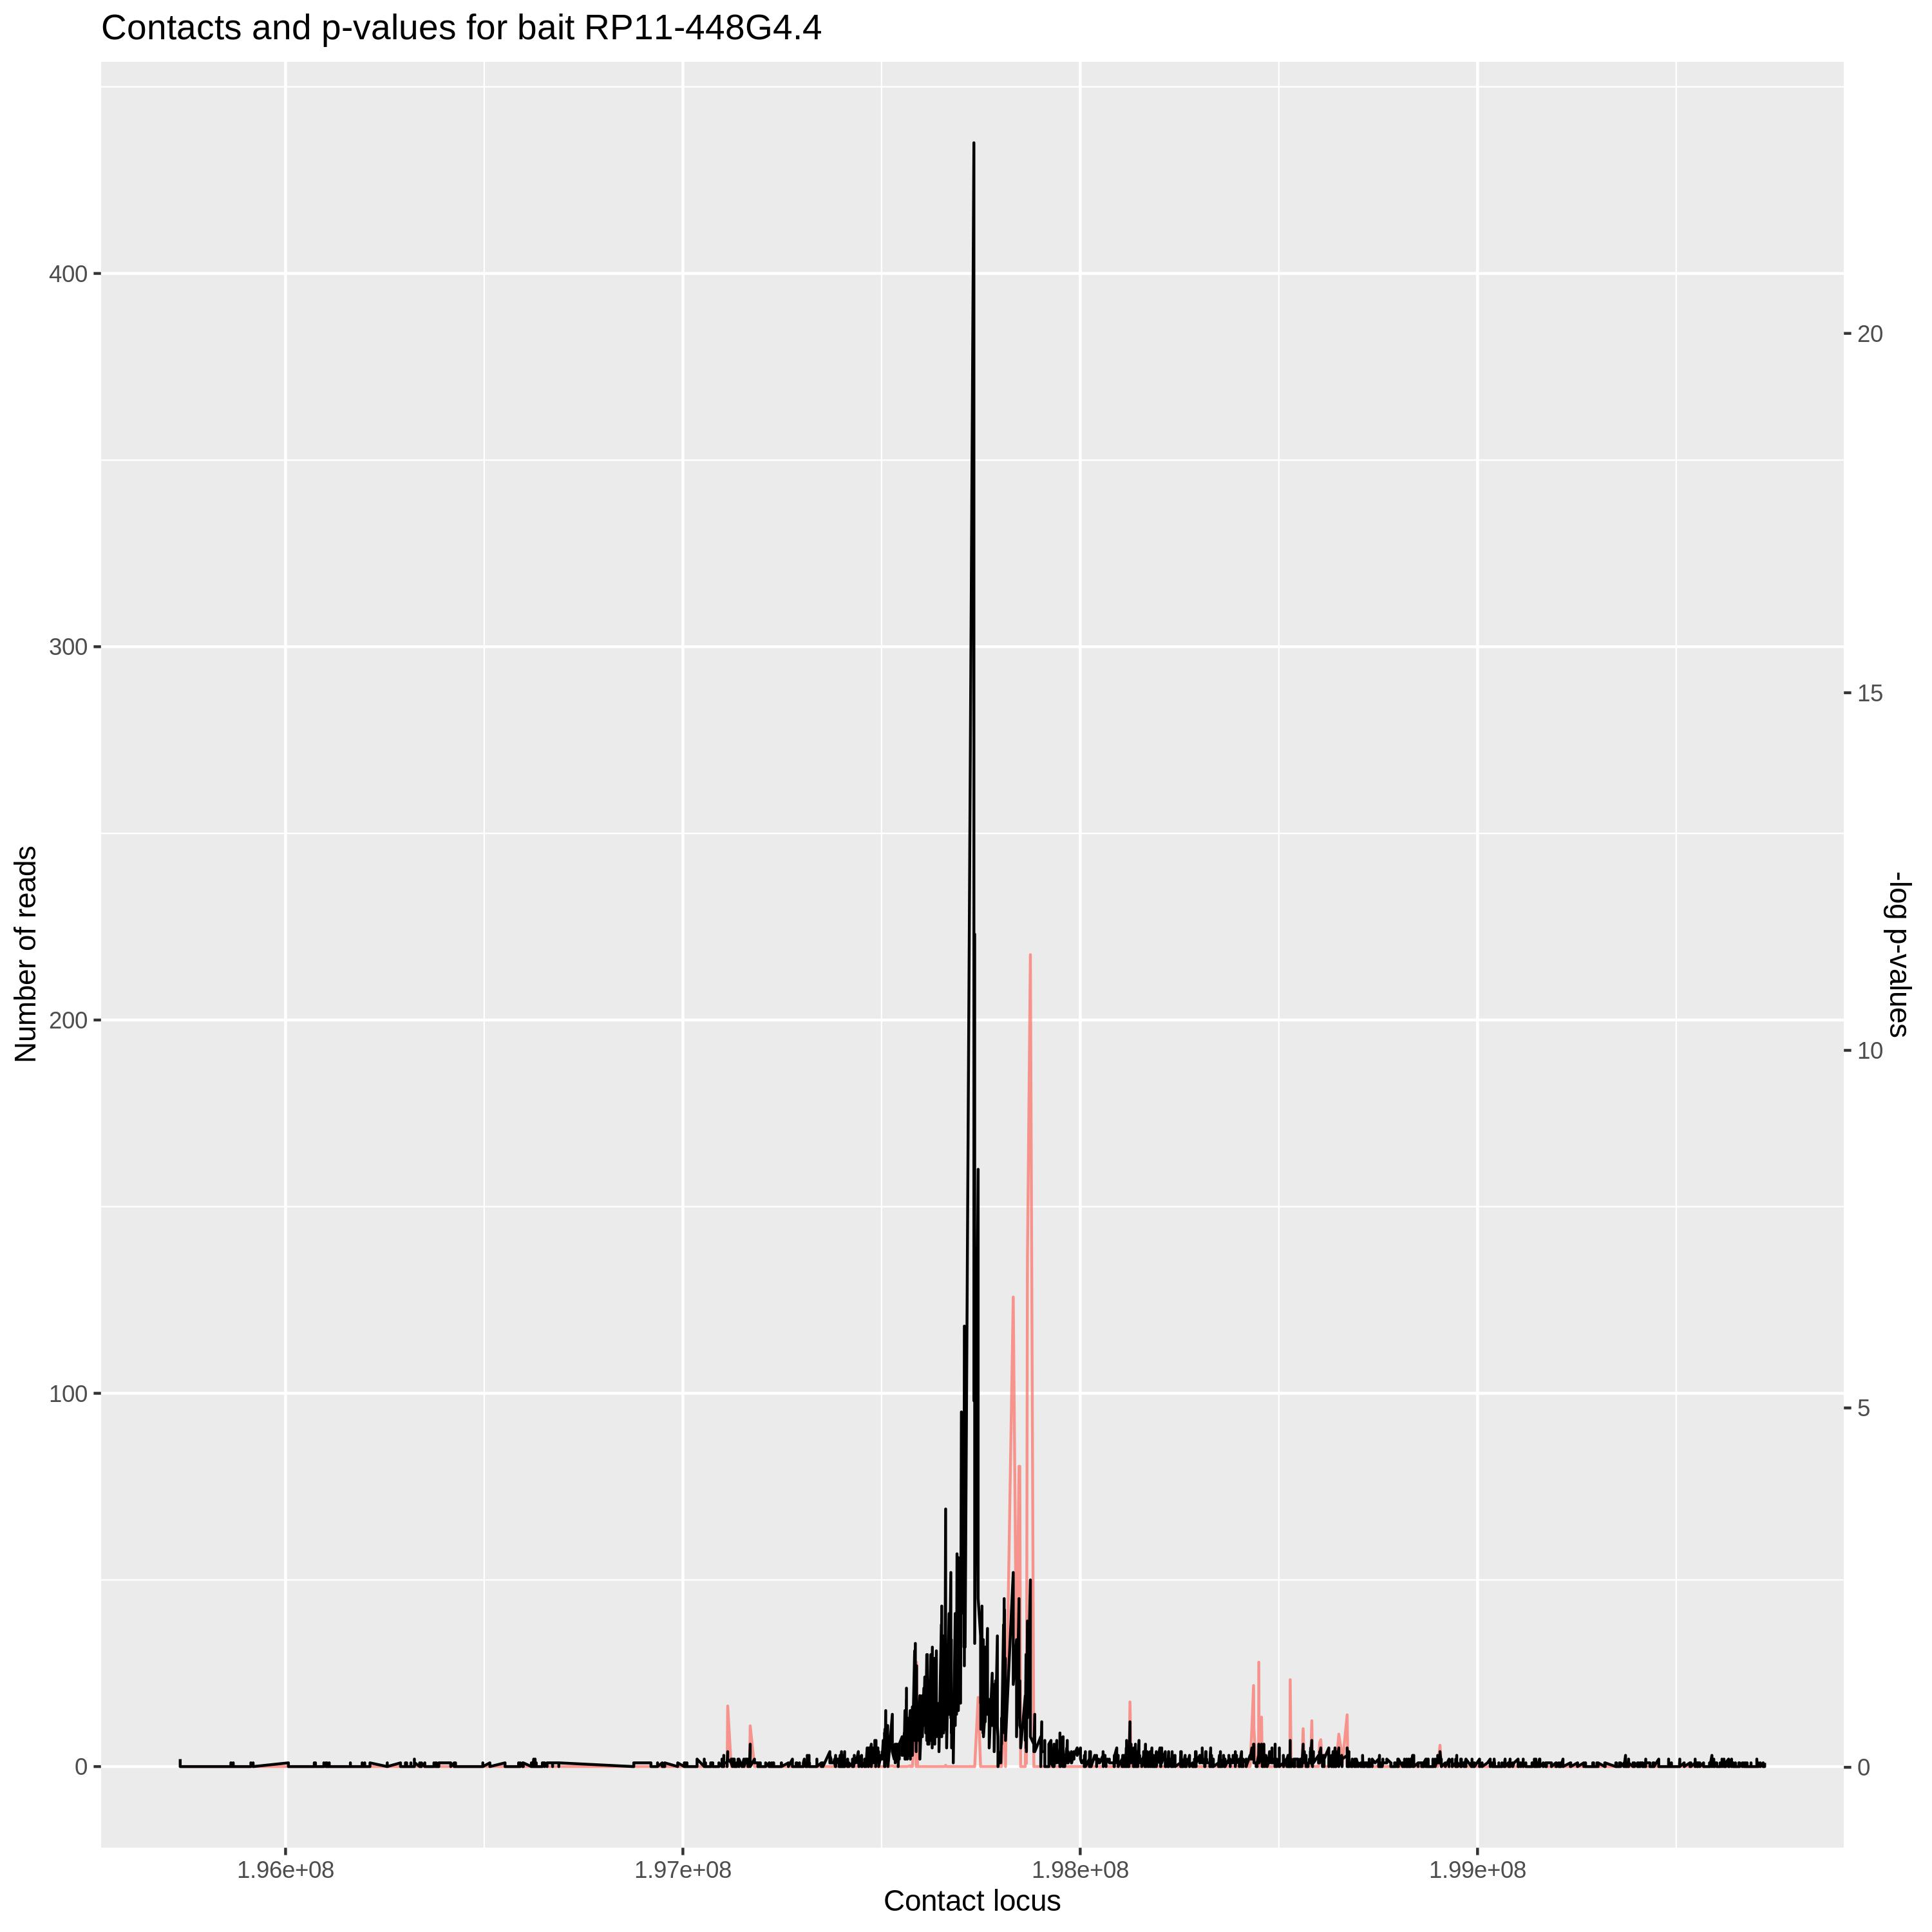 Contacts and p-values for bait RP11-448G4.4
400
300
200
100
0
Number of reads
20
15
10
5
0
-log p-values
1.96e+08
1.97e+08
1.98e+08
1.99e+08
Contact locus